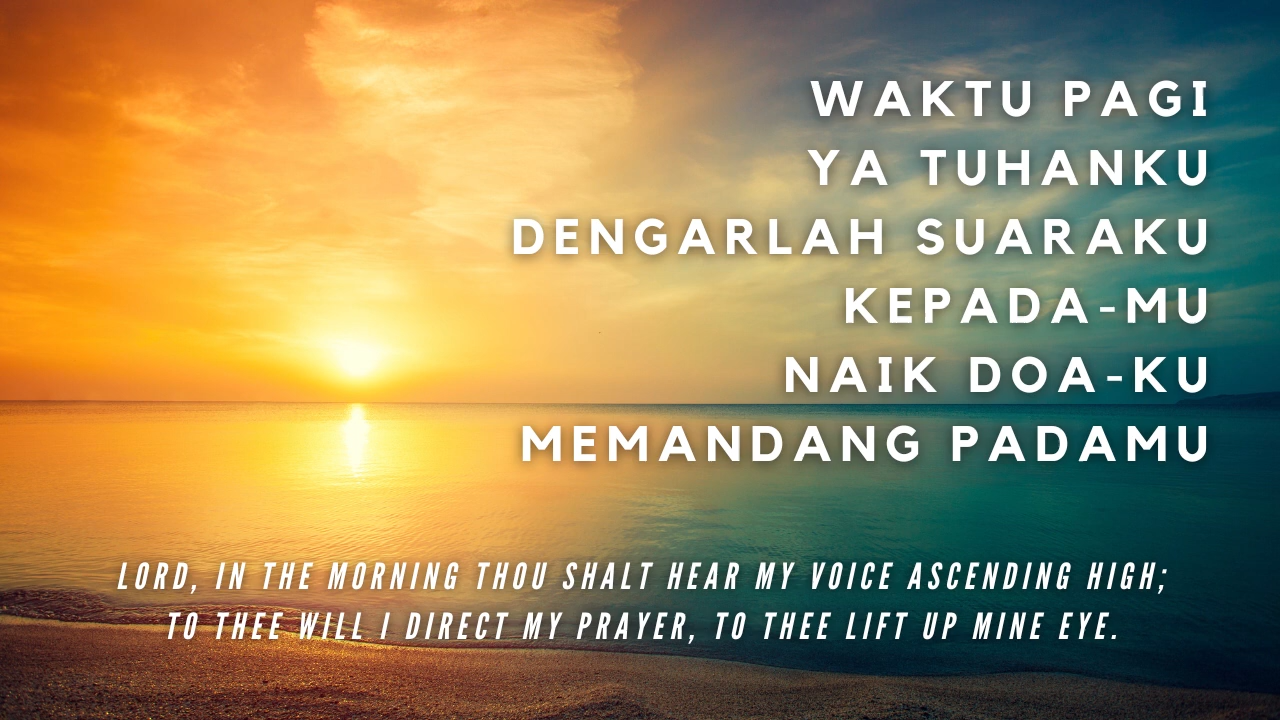 WAKTU PAGI
YA TUHANKU
DENGARLAH SUARAKU
KEPADA-MU
NAIK DOA-KU
MEMANDANG PADAMU
LORD, IN THE MORNING THOU SHALT HEAR MY VOICE ASCENDING HIGH;
TO THEE WILL I DIRECT MY PRAYER, TO THEE LIFT UP MINE EYE.